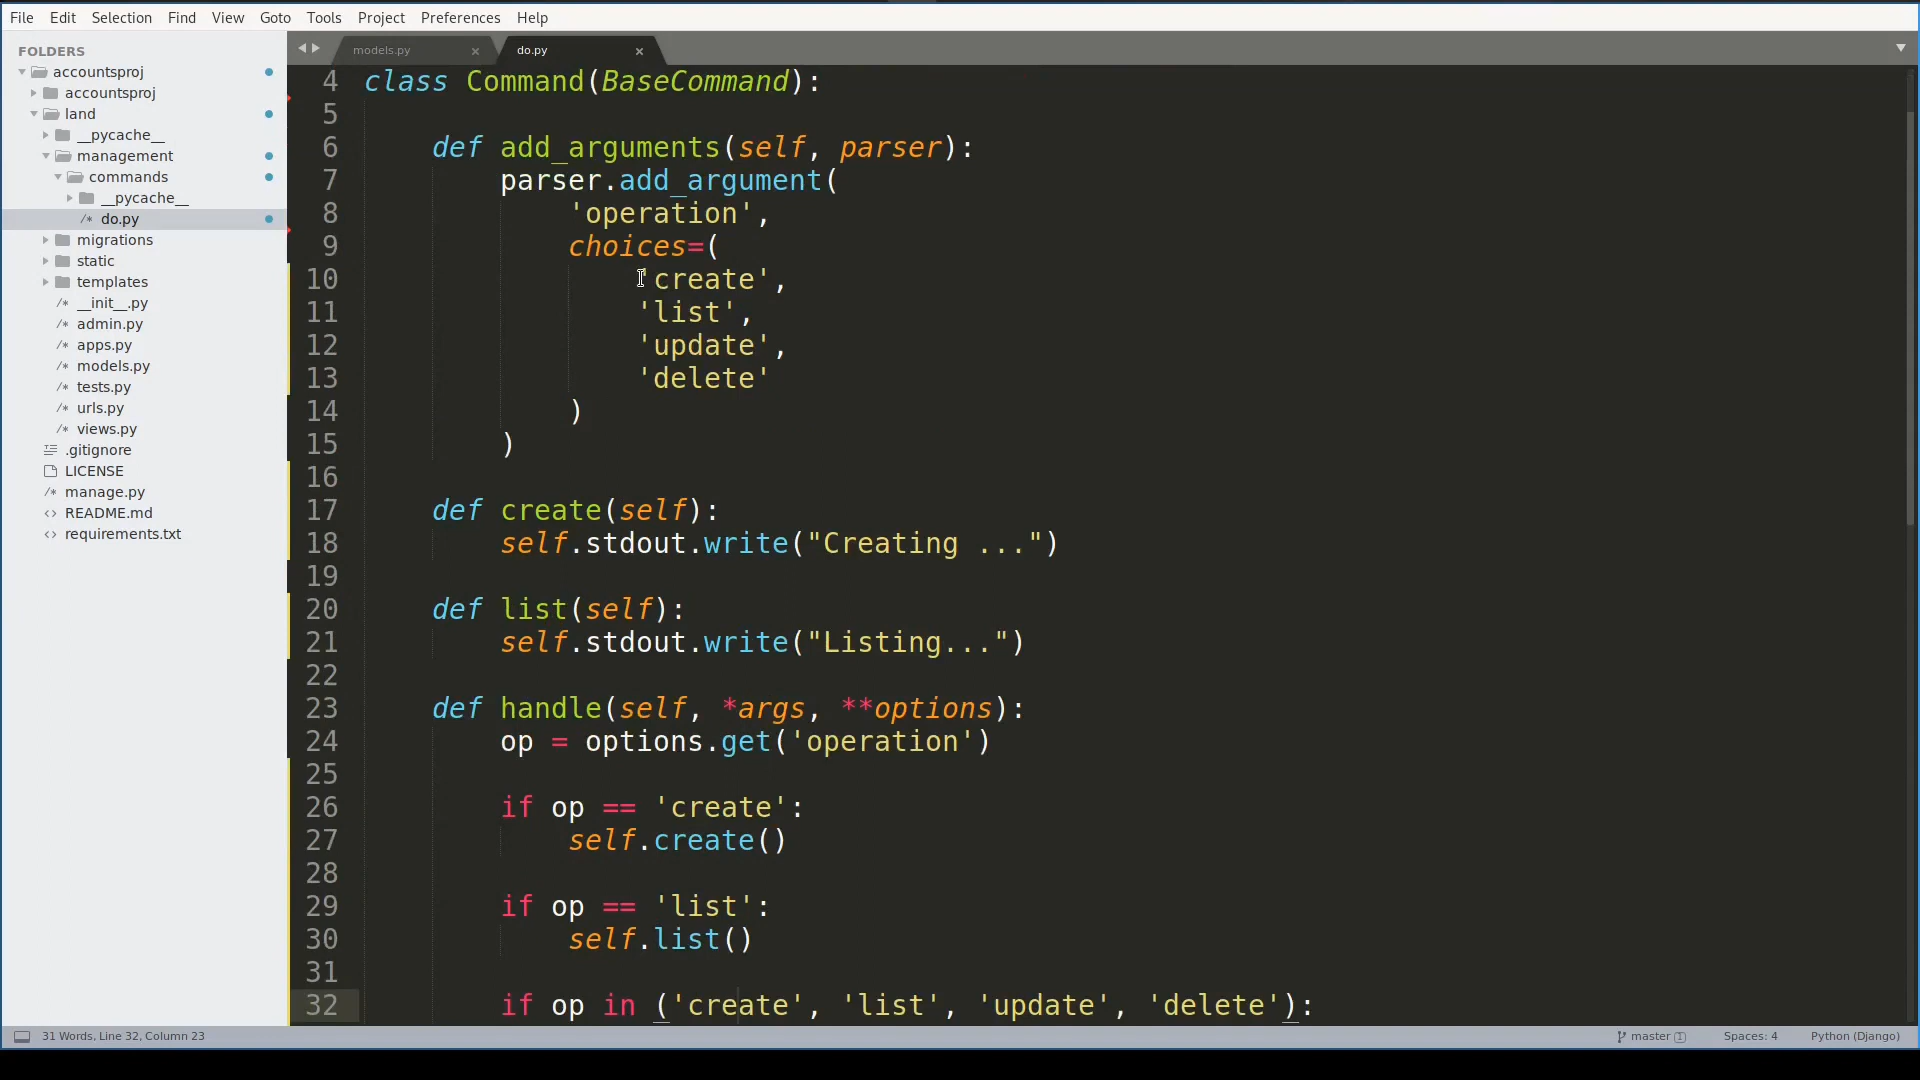 File Edit Selection Find View Goto Tools Project Preferences Help
FOLDERS
accountsproj
accountsproj
land
__pycache__
management
commands
__pycache__
/* do.py
migrations
static
templates
/* __init__.py
/* admin.py
/* apps.py
/* models.py
/* tests.py
/* urls.py
/* views.py
.gitignore
LICENSE
/* manage.py
<> README.md
<> requirements.txt
models.py × do.py ×
4 class Command(BaseCommand):
5
6 def add_arguments(self, parser):
7 parser.add_argument(
8 'operation',
9 choices=(
10 'create',
11 'list',
12 'update',
13 'delete'
14 )
15 )
16
17 def create(self):
18 self.stdout.write("Creating ...")
19
20 def list(self):
21 self.stdout.write("Listing...")
22
23 def handle(self, *args, **options):
24 op = options.get('operation')
25
26 if op == 'create':
27 self.create()
28
29 if op == 'list':
30 self.list()
31
32 if op in ('create', 'list', 'update', 'delete'):
31 Words, Line 32, Column 23 master 1 Spaces: 4 Python (Django)